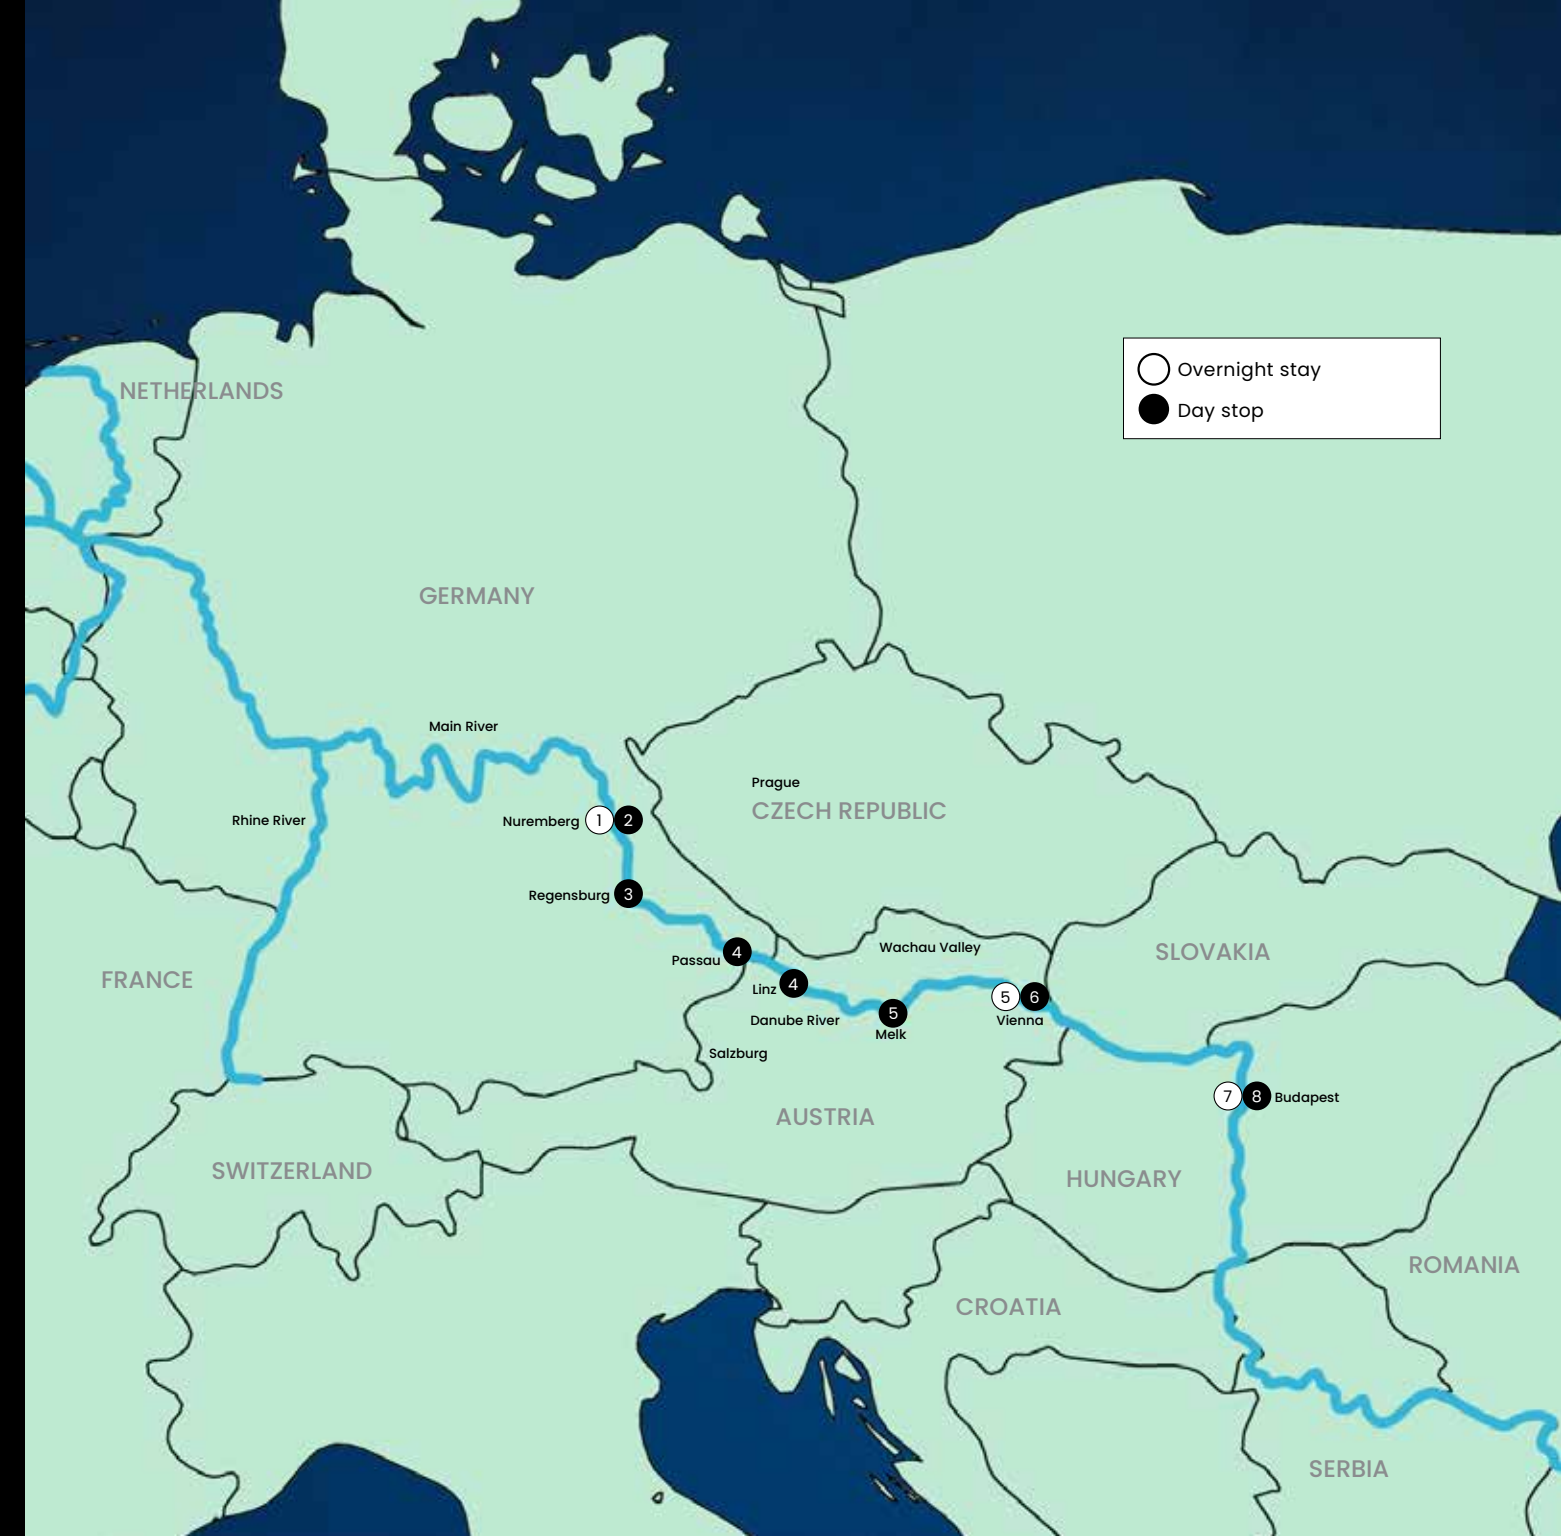 Overnight stay
Day stop
NETHERLANDS
GERMANY
Main River
Prague
CZECH REPUBLIC
Rhine River
Nuremberg 1 2
Regensburg 3
Wachau Valley
SLOVAKIA
Passau 4
FRANCE
Linz 4
5 6
Vienna
Danube River
5
Melk
Salzburg
7 8 Budapest
AUSTRIA
SWITZERLAND
HUNGARY
ROMANIA
CROATIA
SERBIA